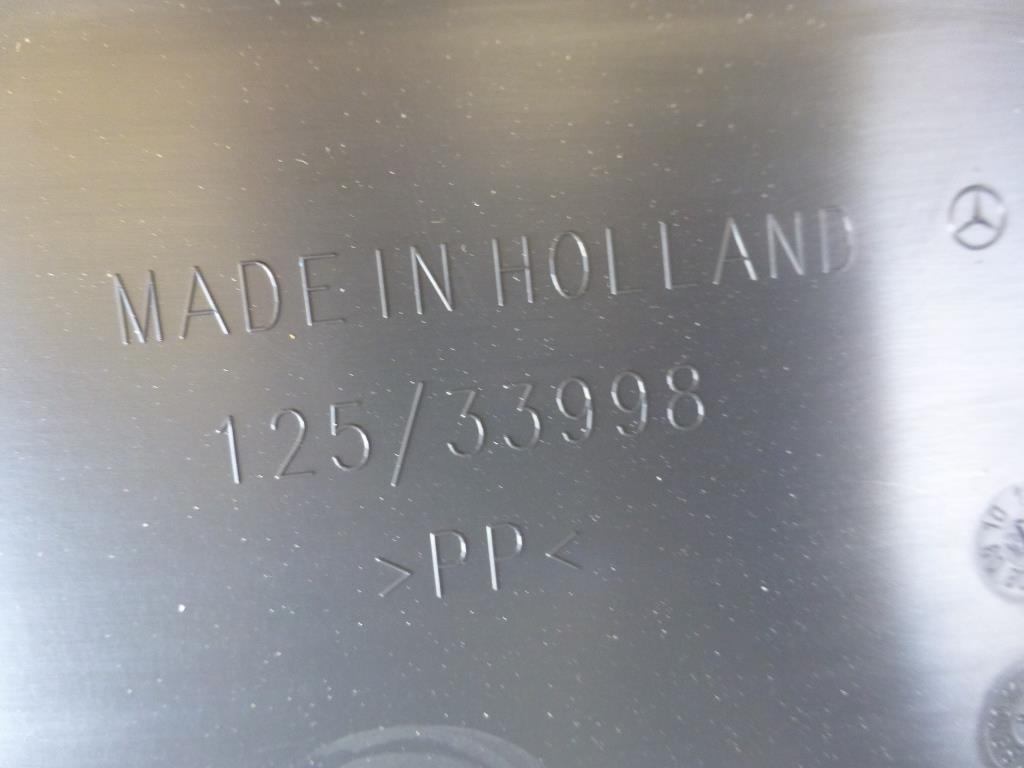 MADE IN HOLLAND
125/33998
>PP<